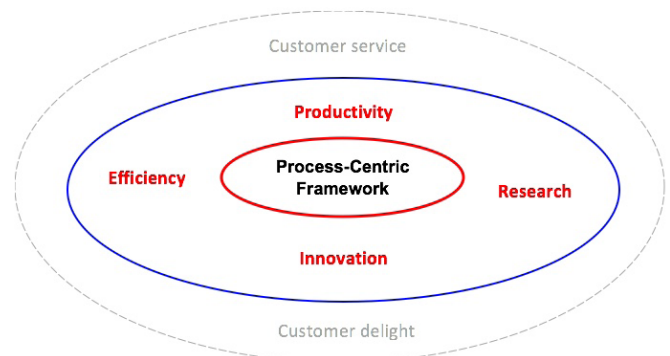 Customer service
Productivity
Efficiency
Process-Centric
Framework
Research
Innovation
Customer delight